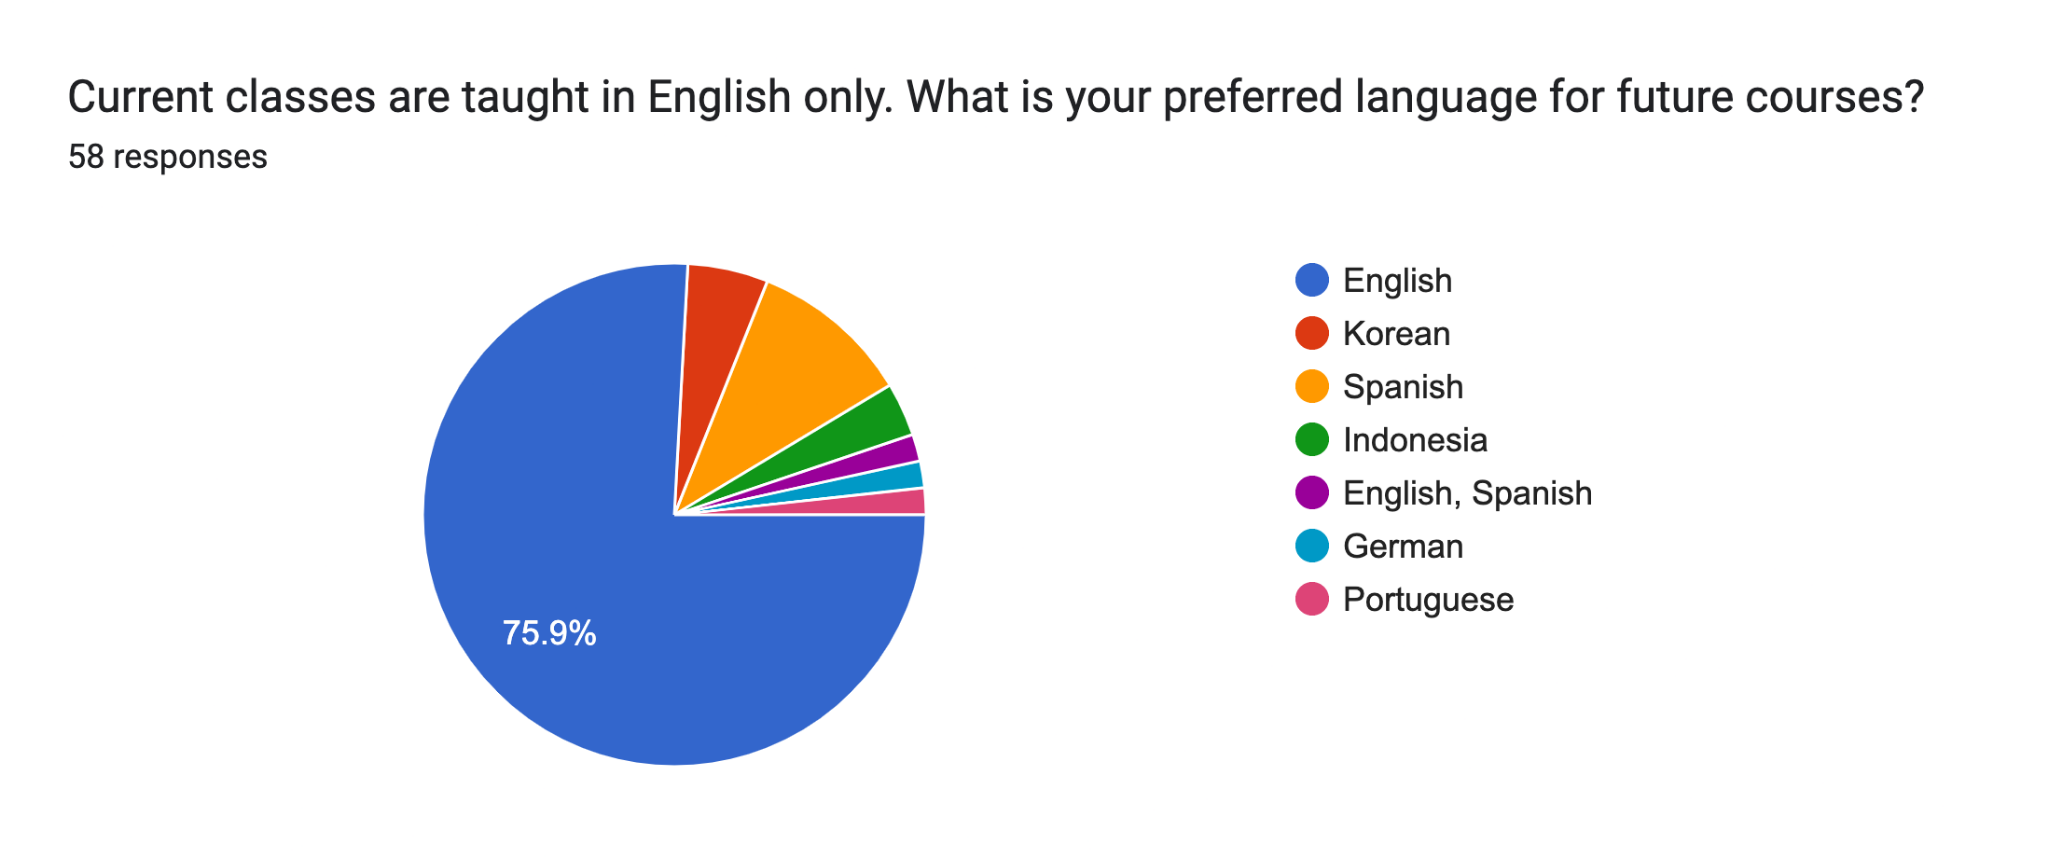 Current classes are taught in English only. What is your preferred language for future courses?
58 responses
75.9%
English
Korean
Spanish
Indonesia
English, Spanish
German
Portuguese